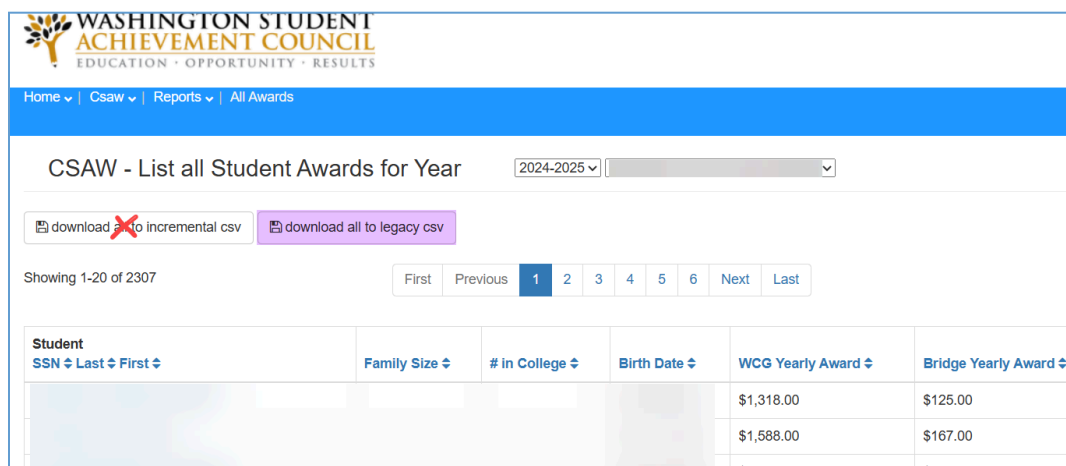 WASHINGTON STUDENT
ACHIEVEMENT COUNCIL
EDUCATION · OPPORTUNITY · RESULTS
Home | Csaw | Reports | All Awards
CSAW - List all Student Awards for Year 2024-2025
download all to incremental csv download all to legacy csv
Showing 1-20 of 2307 First Previous 1 2 3 4 5 6 Next Last
Student
SSN Last First Family Size # in College Birth Date WCG Yearly Award Bridge Yearly Award
$1,318.00 $125.00
$1,588.00 $167.00